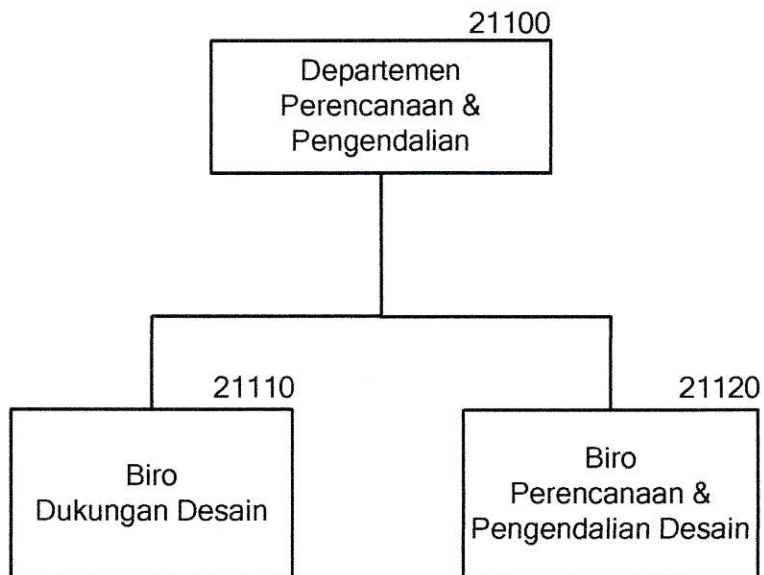 21100
Departemen
Perencanaan &
Pengendalian
21110
Biro
Dukungan Desain
21120
Biro
Perencanaan &
Pengendalian Desain